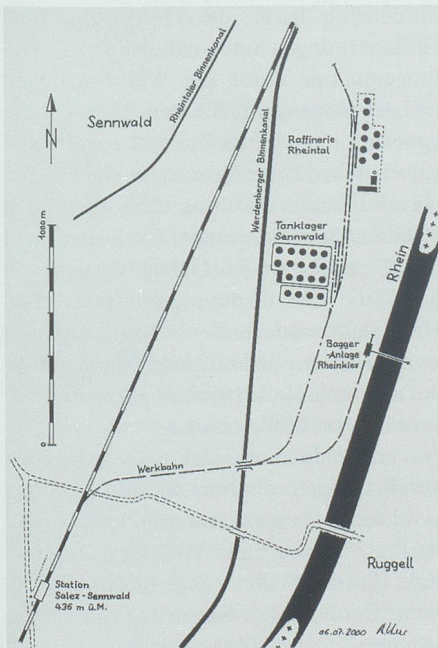 Rheintaler Binnenkanal
Sennwald
N
Werdenberger Binnenkanal
Raffinerie
Rheintal
1000 m
0
Tanklager
Sennwald
Rhein
Bagger
-Anlage
Rheinkies
Werkbahn
Ruggell
Station
Salez-Sennwald
436 m ü.M.
06.07.2000